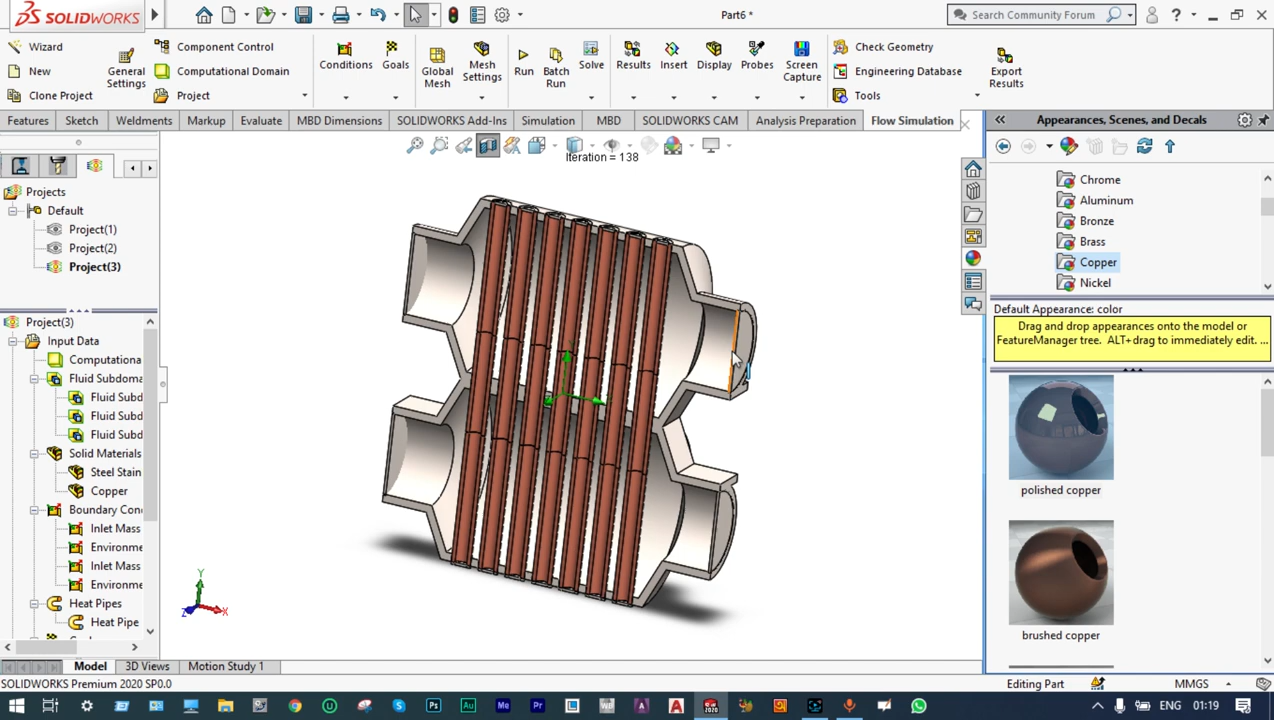 SOLIDWORKS
Part6 *
Search Community Forum
Wizard
New
Clone Project
General Settings
Component Control
Computational Domain
Project
Conditions
Goals
Global Mesh
Mesh Settings
Run
Batch Run
Solve
Results
Insert
Display
Probes
Screen Capture
Check Geometry
Engineering Database
Tools
Export Results
Features
Sketch
Weldments
Markup
Evaluate
MBD Dimensions
SOLIDWORKS Add-Ins
Simulation
MBD
SOLIDWORKS CAM
Analysis Preparation
Flow Simulation
Iteration = 138
Projects
Default
Project(1)
Project(2)
Project(3)
Project(3)
Input Data
Computational
Fluid Subdoma
Fluid Subd
Fluid Subd
Fluid Subd
Solid Materials
Steel Stain
Copper
Boundary Con
Inlet Mass
Environme
Inlet Mass
Environme
Heat Pipes
Heat Pipe
Y
Z
X
Appearances, Scenes, and Decals
Chrome
Aluminum
Bronze
Brass
Copper
Nickel
Default Appearance: color
Drag and drop appearances onto the model or
FeatureManager tree. ALT+drag to immediately edit. ...
polished copper
brushed copper
Model
3D Views
Motion Study 1
SOLIDWORKS Premium 2020 SP0.0
Editing Part
MMGS
ENG
01:19